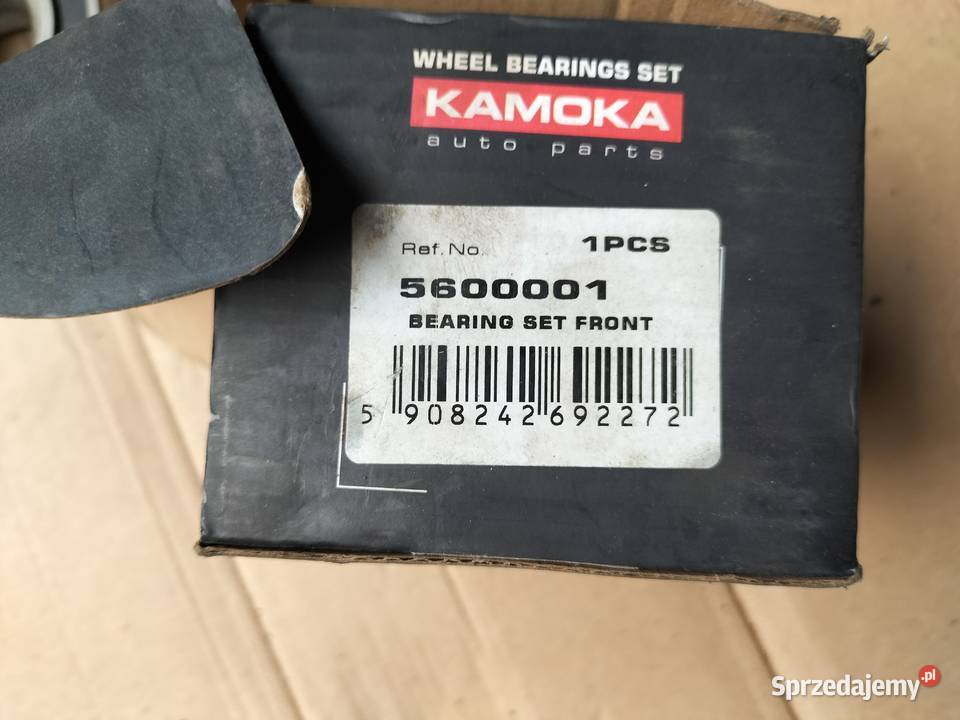 WHEEL BEARINGS SET
KAMOKA
auto parts
Ref. No. 1PCS
5600001
BEARING SET FRONT
5 908242 692272
Sprzedajemy.pl